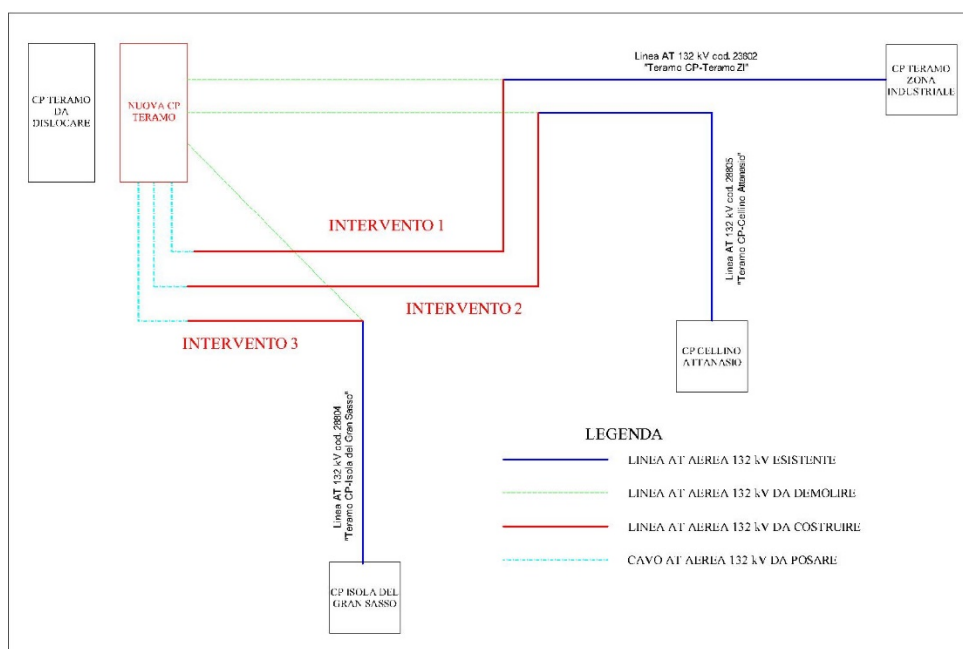 CP TERAMO
DA
DISLOCARE
NUOVA CP
TERAMO
Linea AT 132 kV cod. 23802
"Teramo CP-Teramo ZI"
CP TERAMO
ZONA
INDUSTRIALE
Linea AT 132 kV cod. 28805
"Teramo CP-Cellino Attanasio"
INTERVENTO 1
INTERVENTO 2
INTERVENTO 3
CP CELLINO
ATTANASIO
Linea AT 132 kV cod. 28804
"Teramo CP-Isola del Gran Sasso"
CP ISOLA DEL
GRAN SASSO
LEGENDA
LINEA AT AEREA 132 kV ESISTENTE
LINEA AT AEREA 132 kV DA DEMOLIRE
LINEA AT AEREA 132 kV DA COSTRUIRE
CAVO AT AEREA 132 kV DA POSARE